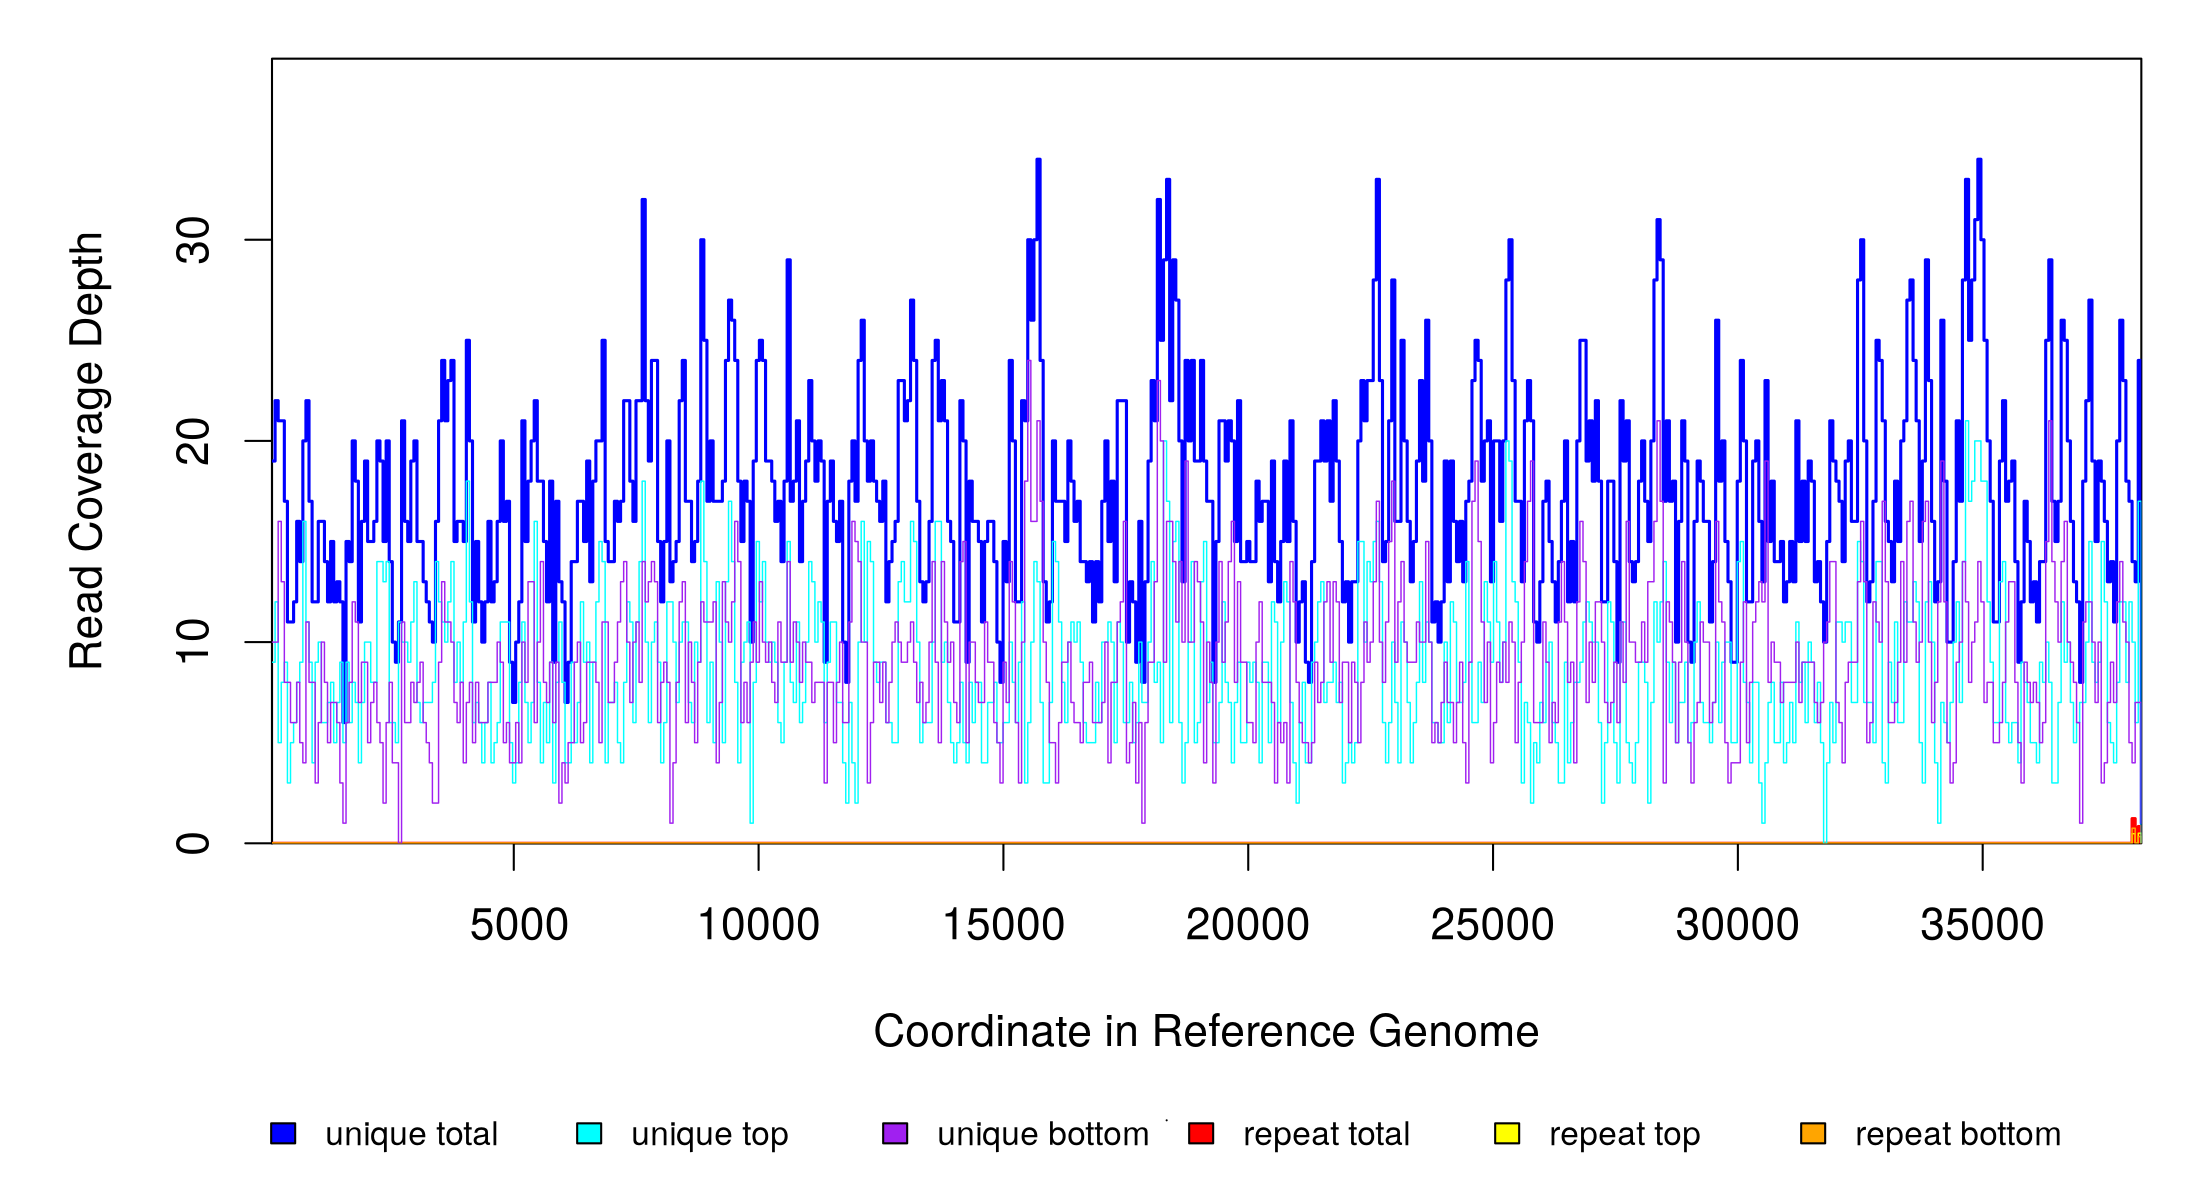 Read Coverage Depth
30
20
10
0
5000 10000 15000 20000 25000 30000 35000
Coordinate in Reference Genome
unique total unique top unique bottom repeat total repeat top repeat bottom